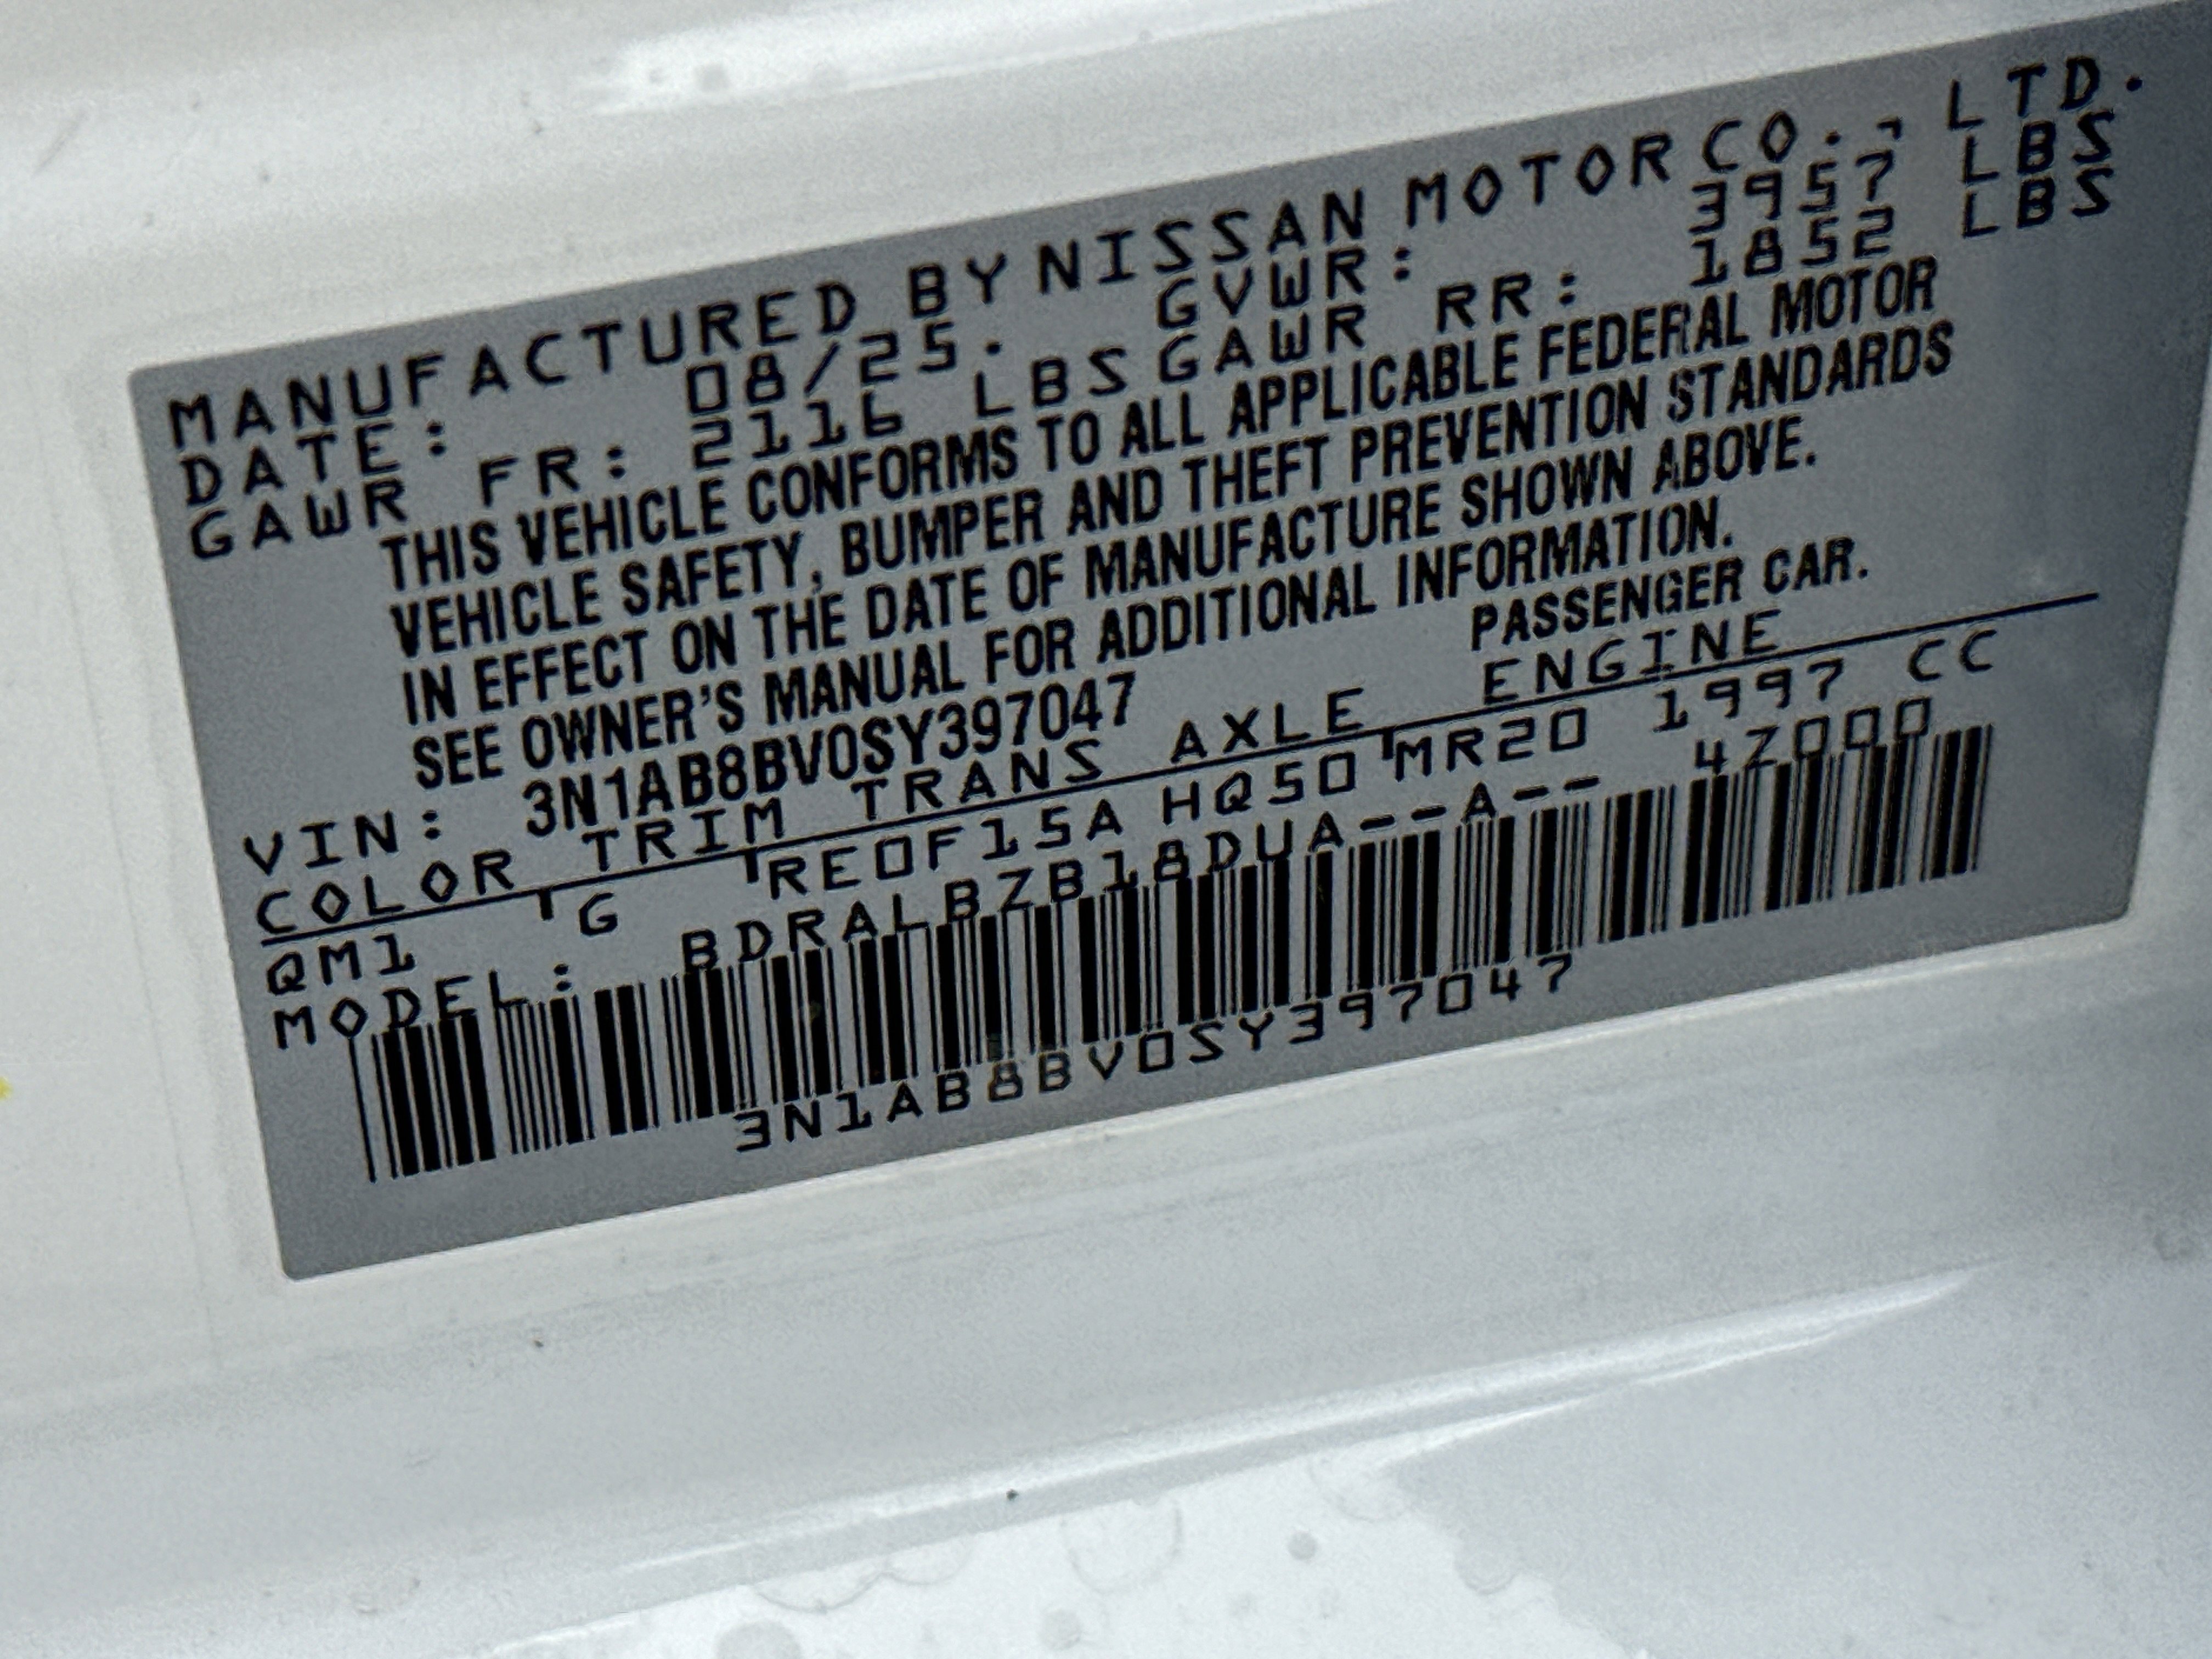 MANUFACTURED BY NISSAN MOTOR CO., LTD.
DATE: 08/25. GVWR: 3957 LBS
GAWR FR: 2116 LBS GAWR RR: 1852 LBS
THIS VEHICLE CONFORMS TO ALL APPLICABLE FEDERAL MOTOR
VEHICLE SAFETY, BUMPER AND THEFT PREVENTION STANDARDS
IN EFFECT ON THE DATE OF MANUFACTURE SHOWN ABOVE.
SEE OWNER'S MANUAL FOR ADDITIONAL INFORMATION.
VIN: 3N1AB8BV0SY397047 PASSENGER CAR.
COLOR TRIM TRANS AXLE ENGINE
QM1 G RE0F15A HQ50 MR20 1997 CC
MODEL: BDRALBZB18DUA--A-- 4Z000
3N1AB8BV0SY397047